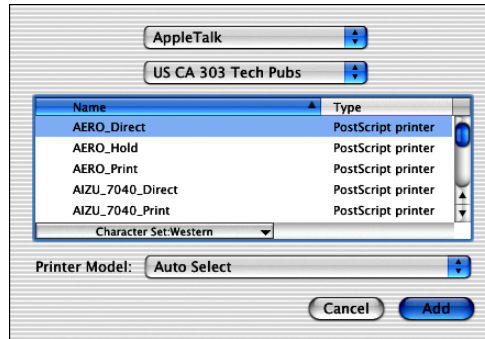 AppleTalk
US CA 303 Tech Pubs
Name Type
AERO_Direct PostScript printer
AERO_Hold PostScript printer
AERO_Print PostScript printer
AIZU_7040_Direct PostScript printer
AIZU_7040_Print PostScript printer
Character Set:Western
Printer Model: Auto Select
Cancel Add